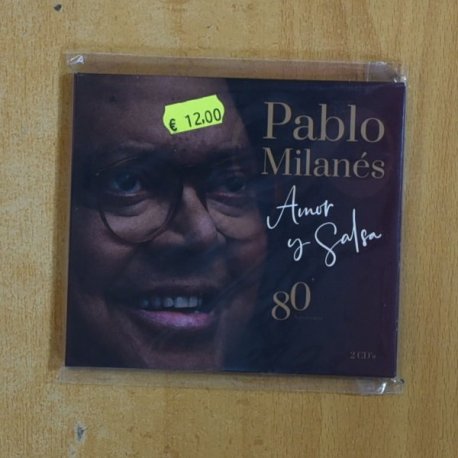 € 12,00
Pablo
Milanés
Amor
y Salsa
80
2 CD's